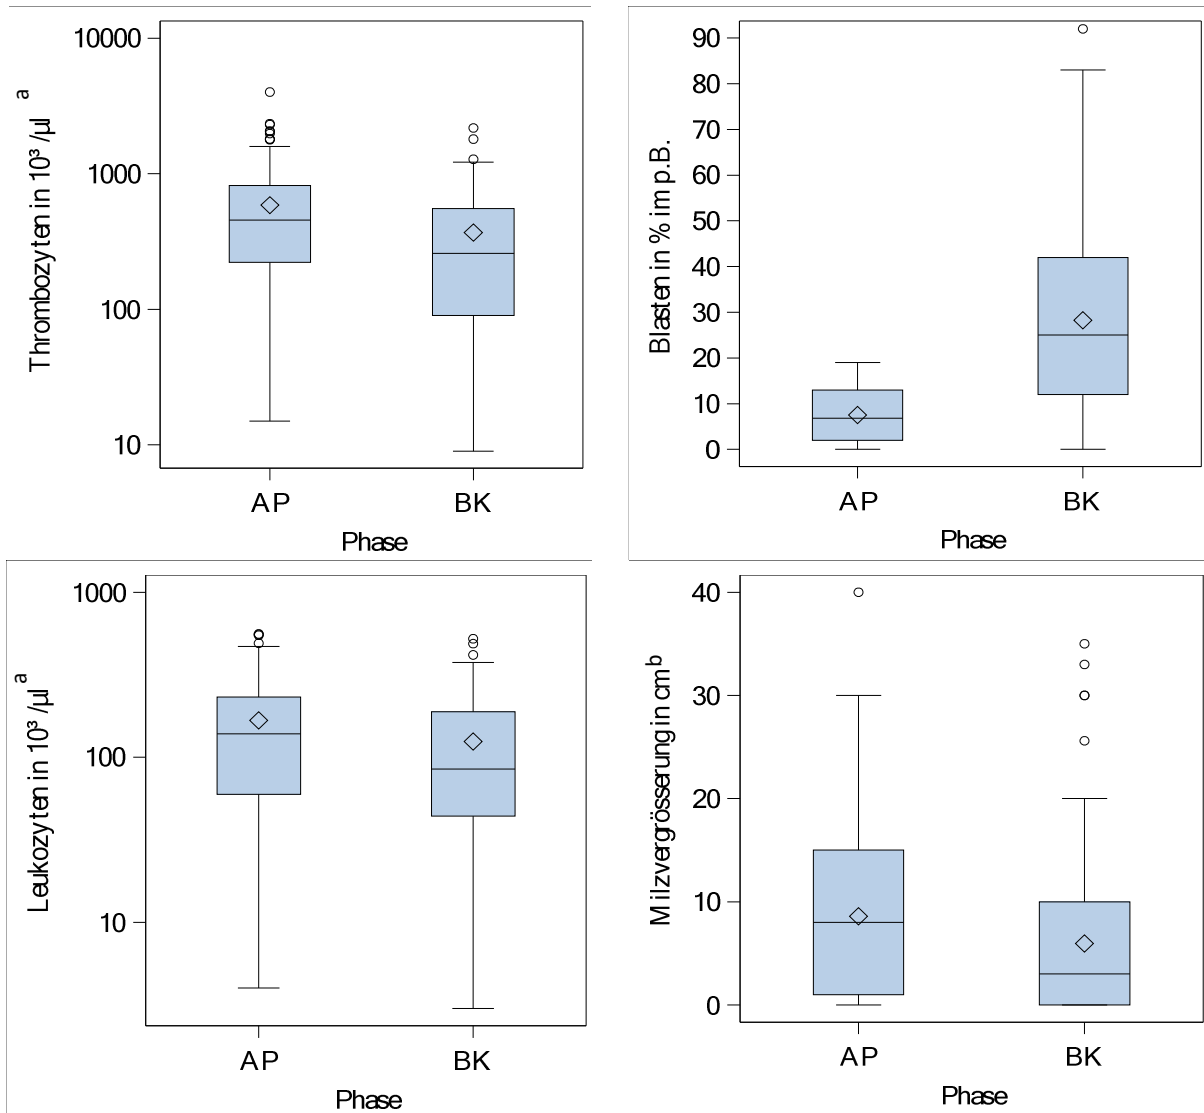 Thrombozyten in 10³ /µl a
10000
1000
100
10
AP BK
Phase
Blasten in % im p.B.
90
80
70
60
50
40
30
20
10
0
AP BK
Phase
Leukozyten in 10³ /µl a
1000
100
10
AP BK
Phase
Milzvergrösserung in cm b
40
30
20
10
0
AP BK
Phase